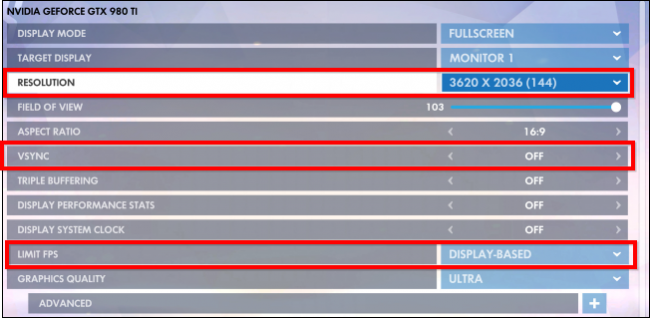 NVIDIA GEFORCE GTX 980 TI
DISPLAY MODE FULLSCREEN
TARGET DISPLAY MONITOR 1
RESOLUTION 3620 X 2036 (144)
FIELD OF VIEW 103
ASPECT RATIO < 16:9 >
VSYNC < OFF >
TRIPLE BUFFERING < OFF >
DISPLAY PERFORMANCE STATS < OFF >
DISPLAY SYSTEM CLOCK < OFF >
LIMIT FPS DISPLAY-BASED
GRAPHICS QUALITY ULTRA
ADVANCED +